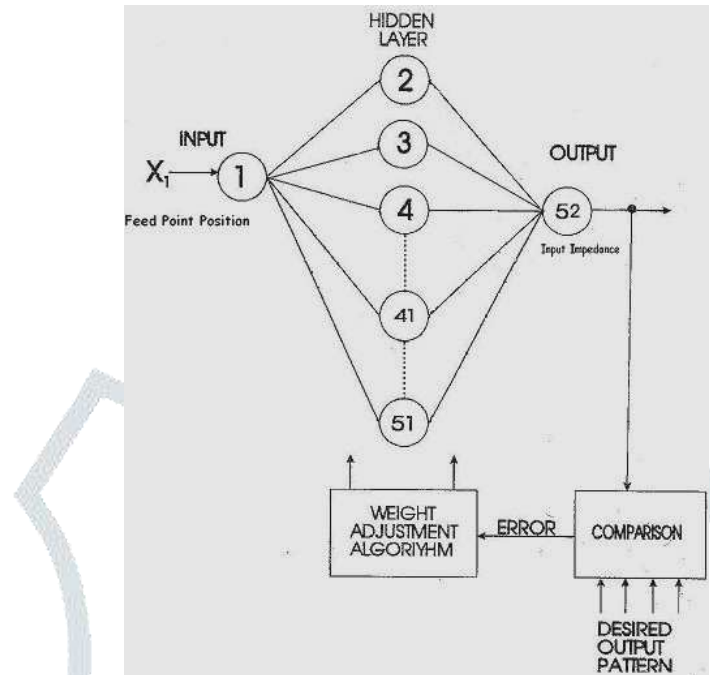 HIDDEN
LAYER
2
INPUT
3
OUTPUT
X₁
1
4
52
Feed Point Position
Input Impedance
41
51
WEIGHT
ADJUSTMENT
ALGORIYHM
ERROR
COMPARISON
DESIRED
OUTPUT
PATTERN